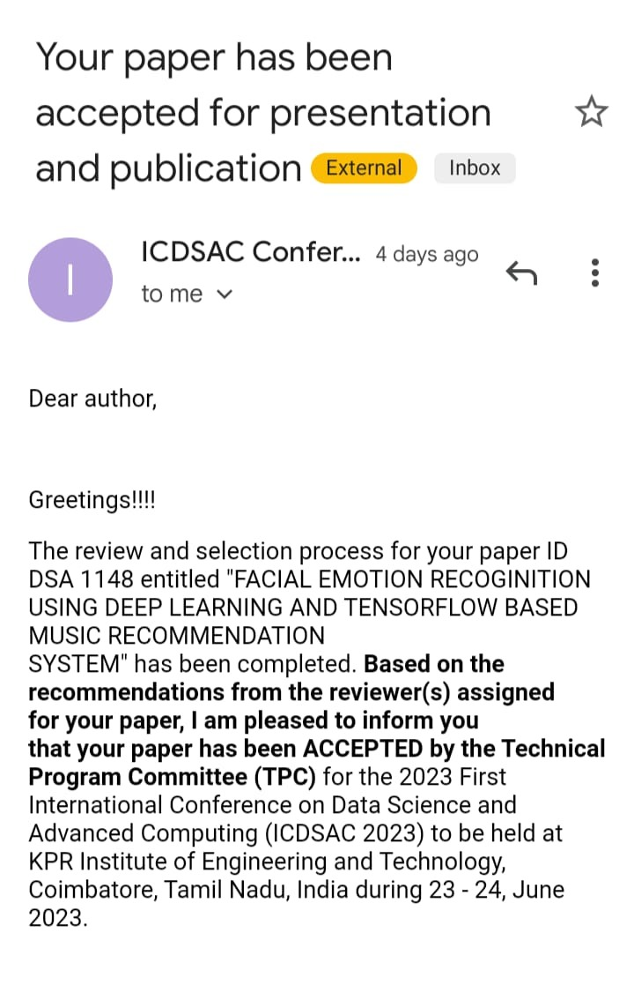 Your paper has been
accepted for presentation
and publication External Inbox
I
ICDSAC Confer... 4 days ago
to me
Dear author,
Greetings!!!!
The review and selection process for your paper ID
DSA 1148 entitled "FACIAL EMOTION RECOGINITION
USING DEEP LEARNING AND TENSORFLOW BASED
MUSIC RECOMMENDATION
SYSTEM" has been completed. Based on the
recommendations from the reviewer(s) assigned
for your paper, I am pleased to inform you
that your paper has been ACCEPTED by the Technical
Program Committee (TPC) for the 2023 First
International Conference on Data Science and
Advanced Computing (ICDSAC 2023) to be held at
KPR Institute of Engineering and Technology,
Coimbatore, Tamil Nadu, India during 23 - 24, June
2023.